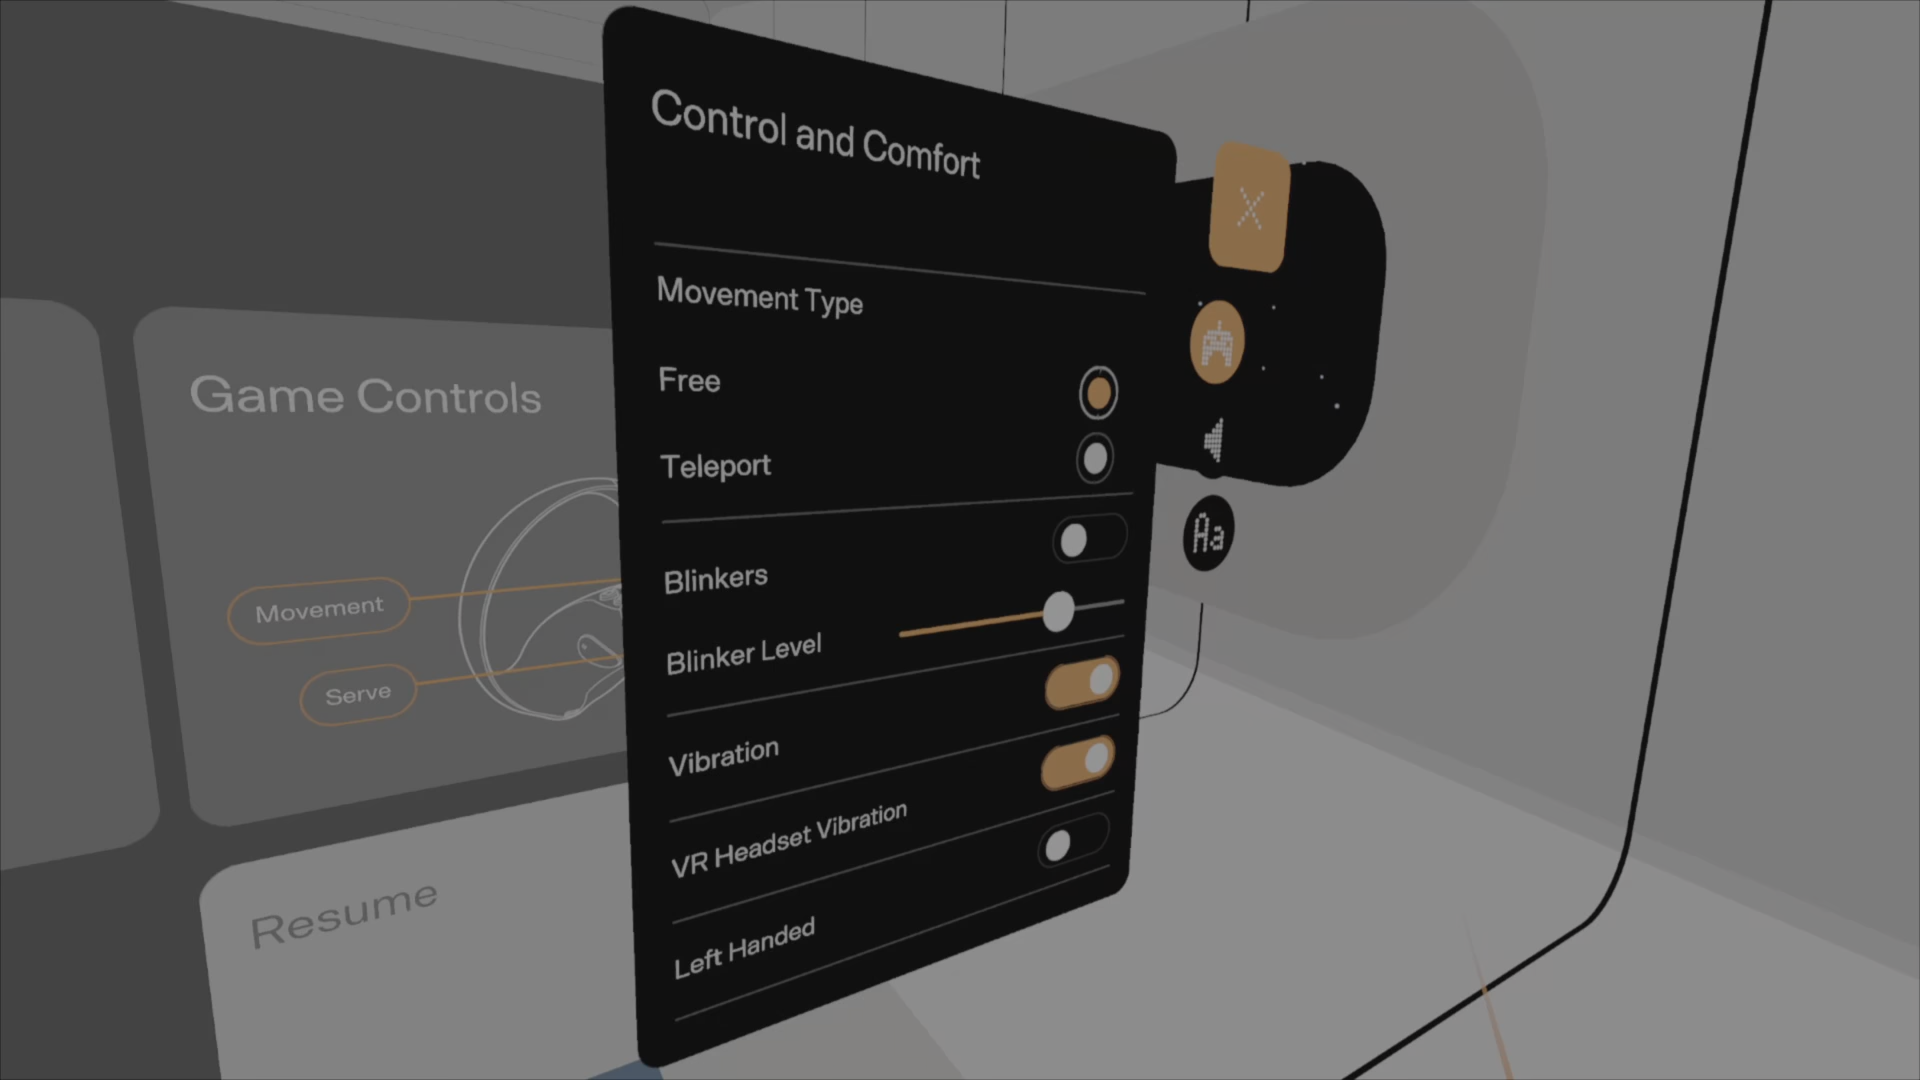 Control and Comfort
Movement Type
Free
Teleport
Blinkers
Blinker Level
Vibration
VR Headset Vibration
Left Handed
Game Controls
Movement
Serve
Resume
X
Aa